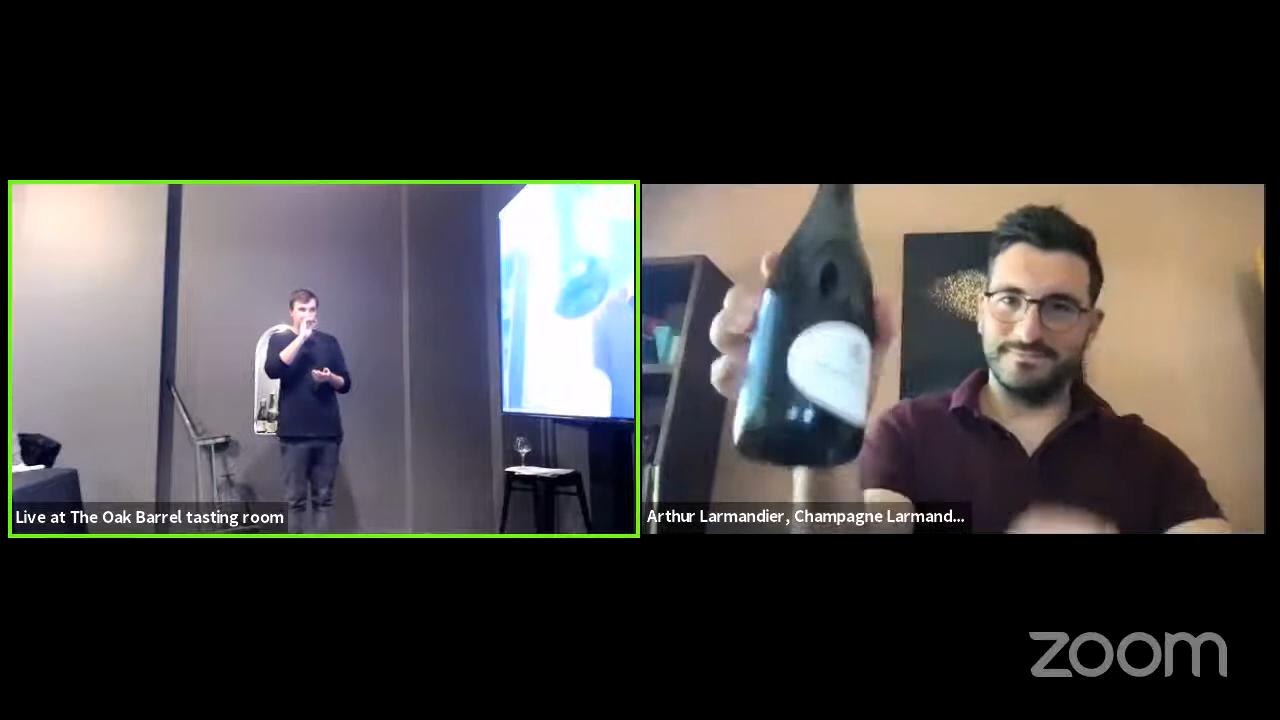 Live at The Oak Barrel tasting room
Arthur Larmandier, Champagne Larmand...
zoom